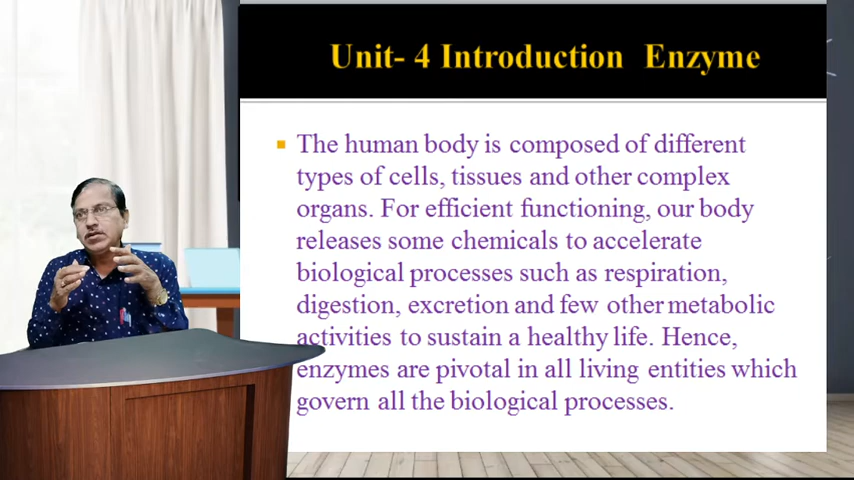 Unit- 4 Introduction Enzyme
The human body is composed of different
types of cells, tissues and other complex
organs. For efficient functioning, our body
releases some chemicals to accelerate
biological processes such as respiration,
digestion, excretion and few other metabolic
activities to sustain a healthy life. Hence,
enzymes are pivotal in all living entities which
govern all the biological processes.